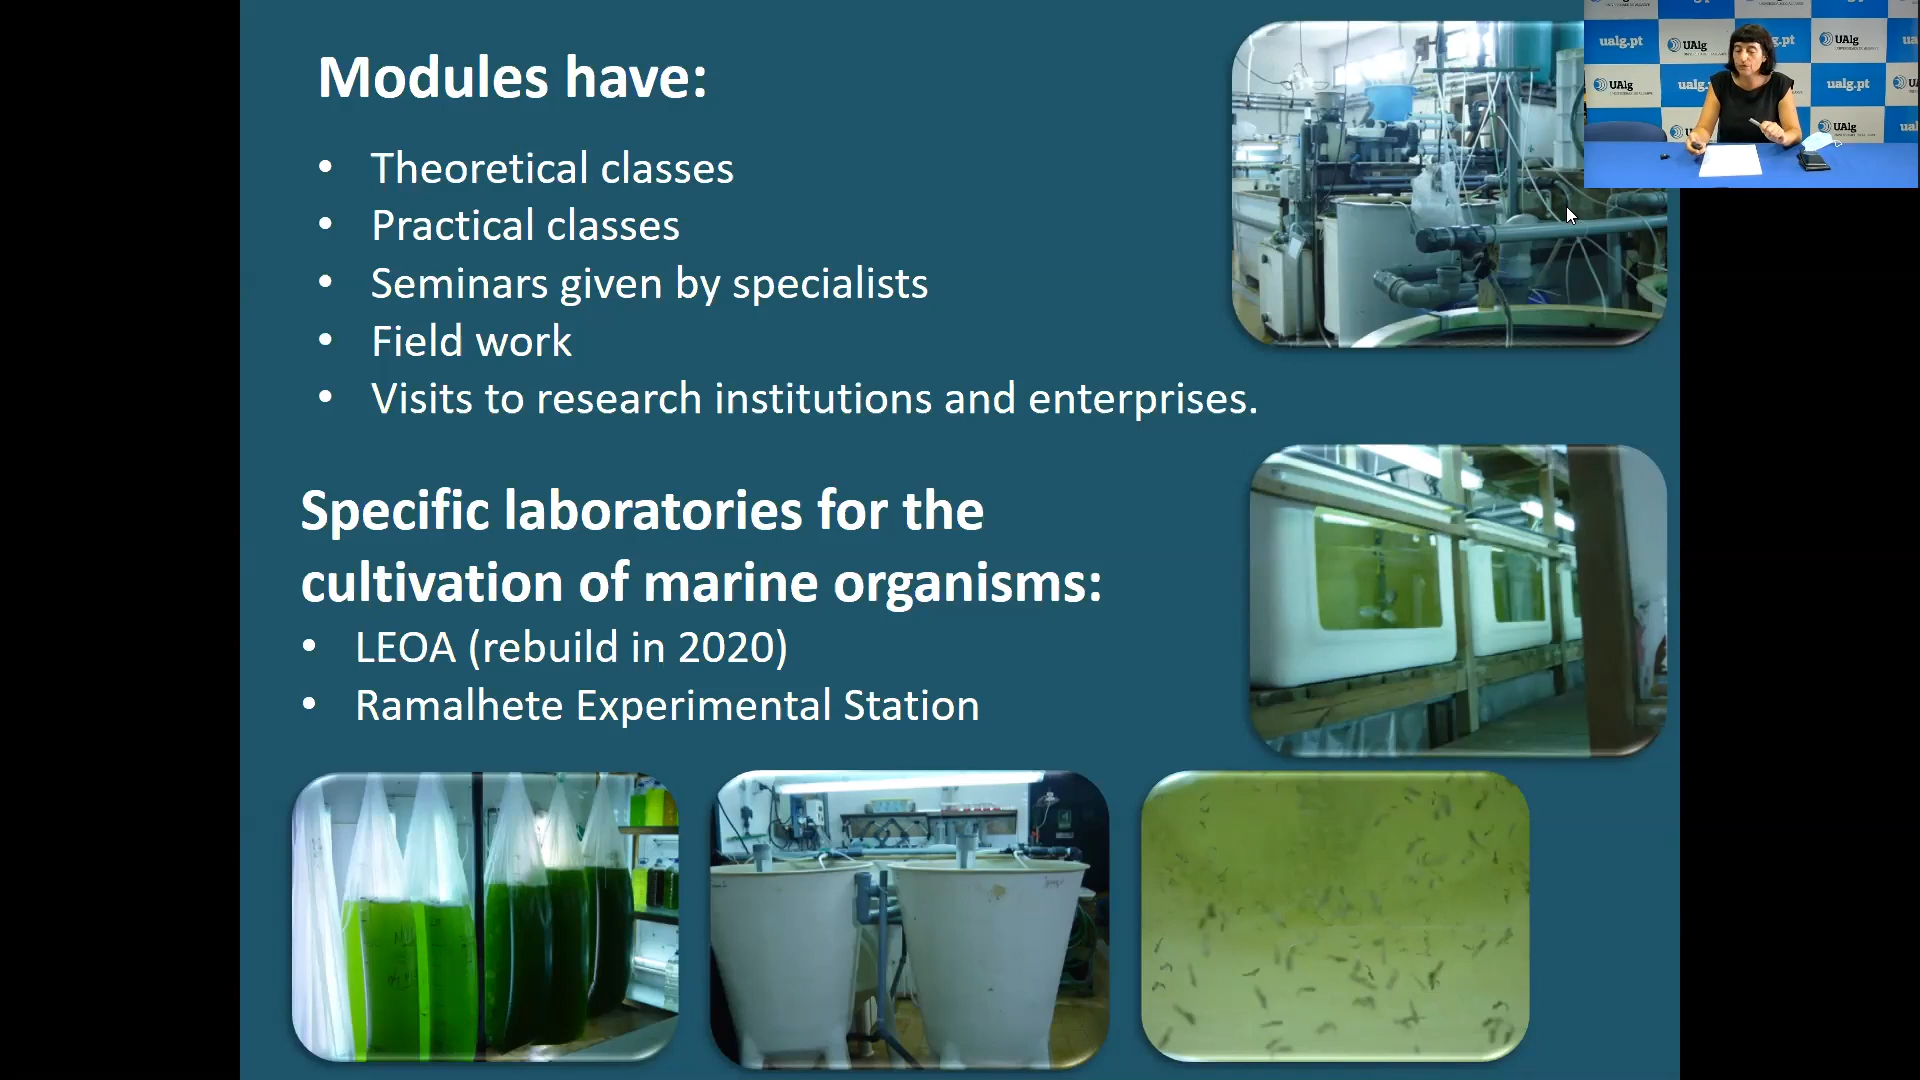 Modules have:
• Theoretical classes
• Practical classes
• Seminars given by specialists
• Field work
• Visits to research institutions and enterprises.
Specific laboratories for the
cultivation of marine organisms:
• LEOA (rebuild in 2020)
• Ramalhete Experimental Station
ualg.pt
UAlg
UAlg
UAlg
ualg.pt
UAlg
UAlg